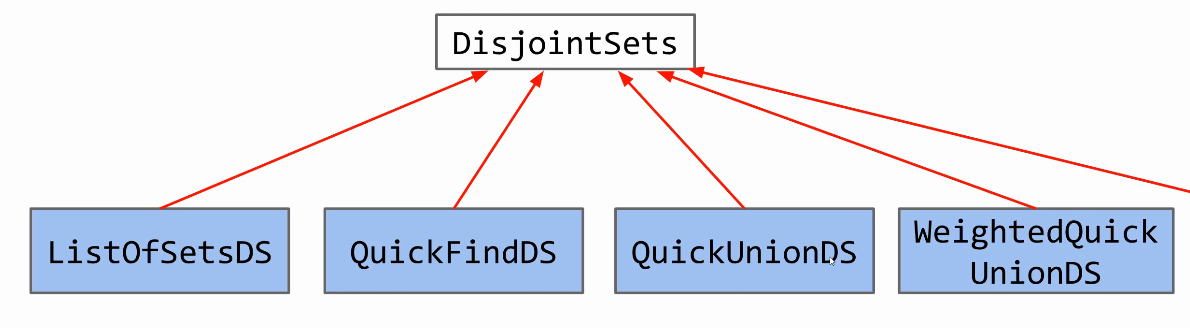 DisjointSets
ListOfSetsDS
QuickFindDS
QuickUnionDS
WeightedQuick
UnionDS